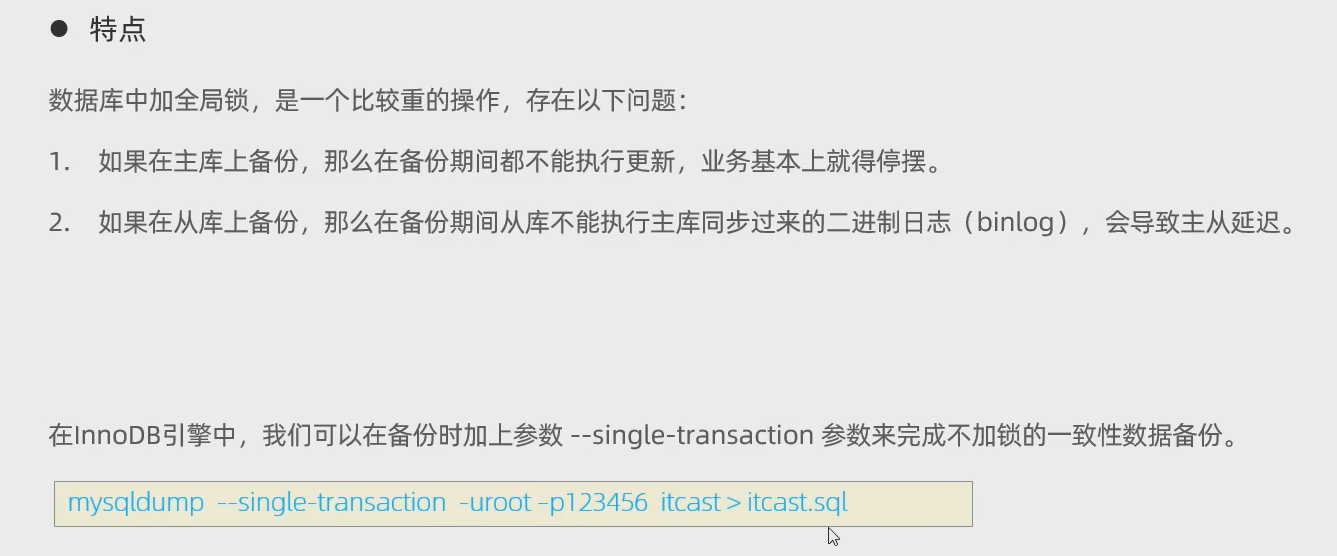 ● 特点
数据库中加全局锁，是一个比较重的操作，存在以下问题：
1. 如果在主库上备份，那么在备份期间都不能执行更新，业务基本上就得停摆。
2. 如果在从库上备份，那么在备份期间从库不能执行主库同步过来的二进制日志（binlog），会导致主从延迟。
在InnoDB引擎中，我们可以在备份时加上参数 --single-transaction 参数来完成不加锁的一致性数据备份。
mysqldump --single-transaction -uroot –p123456 itcast > itcast.sql